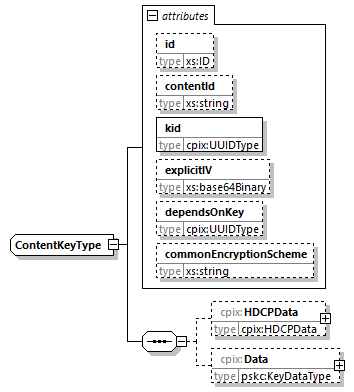 attributes
id
type xs:ID
contentId
type xs:string
kid
type cpix:UUIDType
explicitIV
type xs:base64Binary
dependsOnKey
type cpix:UUIDType
commonEncryptionScheme
type xs:string
ContentKeyType
cpix:HDCPData
type cpix:HDCPData
cpix:Data
type pskc:KeyDataType